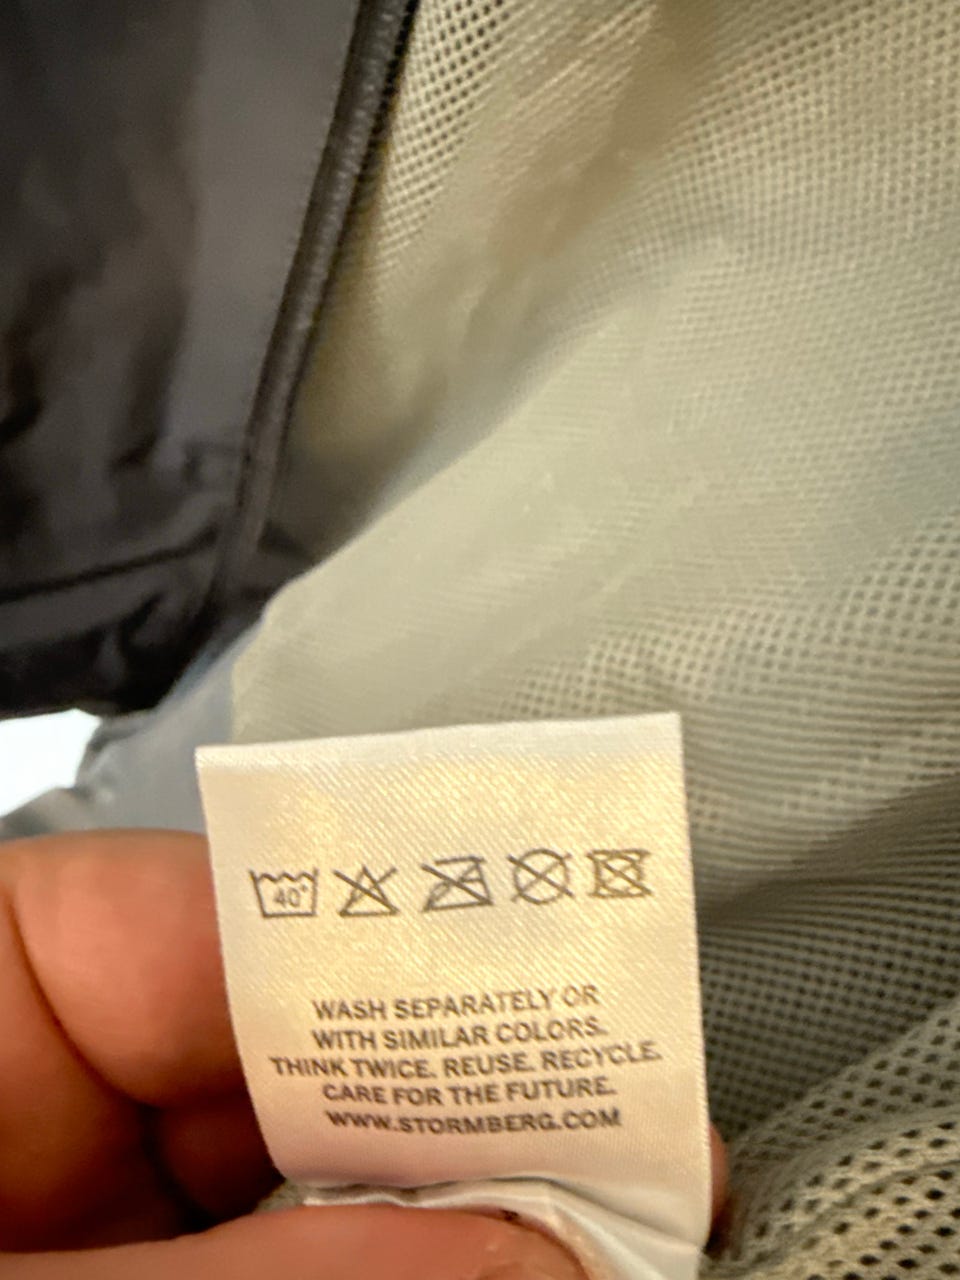 40°
WASH SEPARATELY OR
WITH SIMILAR COLORS.
THINK TWICE. REUSE. RECYCLE.
CARE FOR THE FUTURE.
WWW.STORMBERG.COM